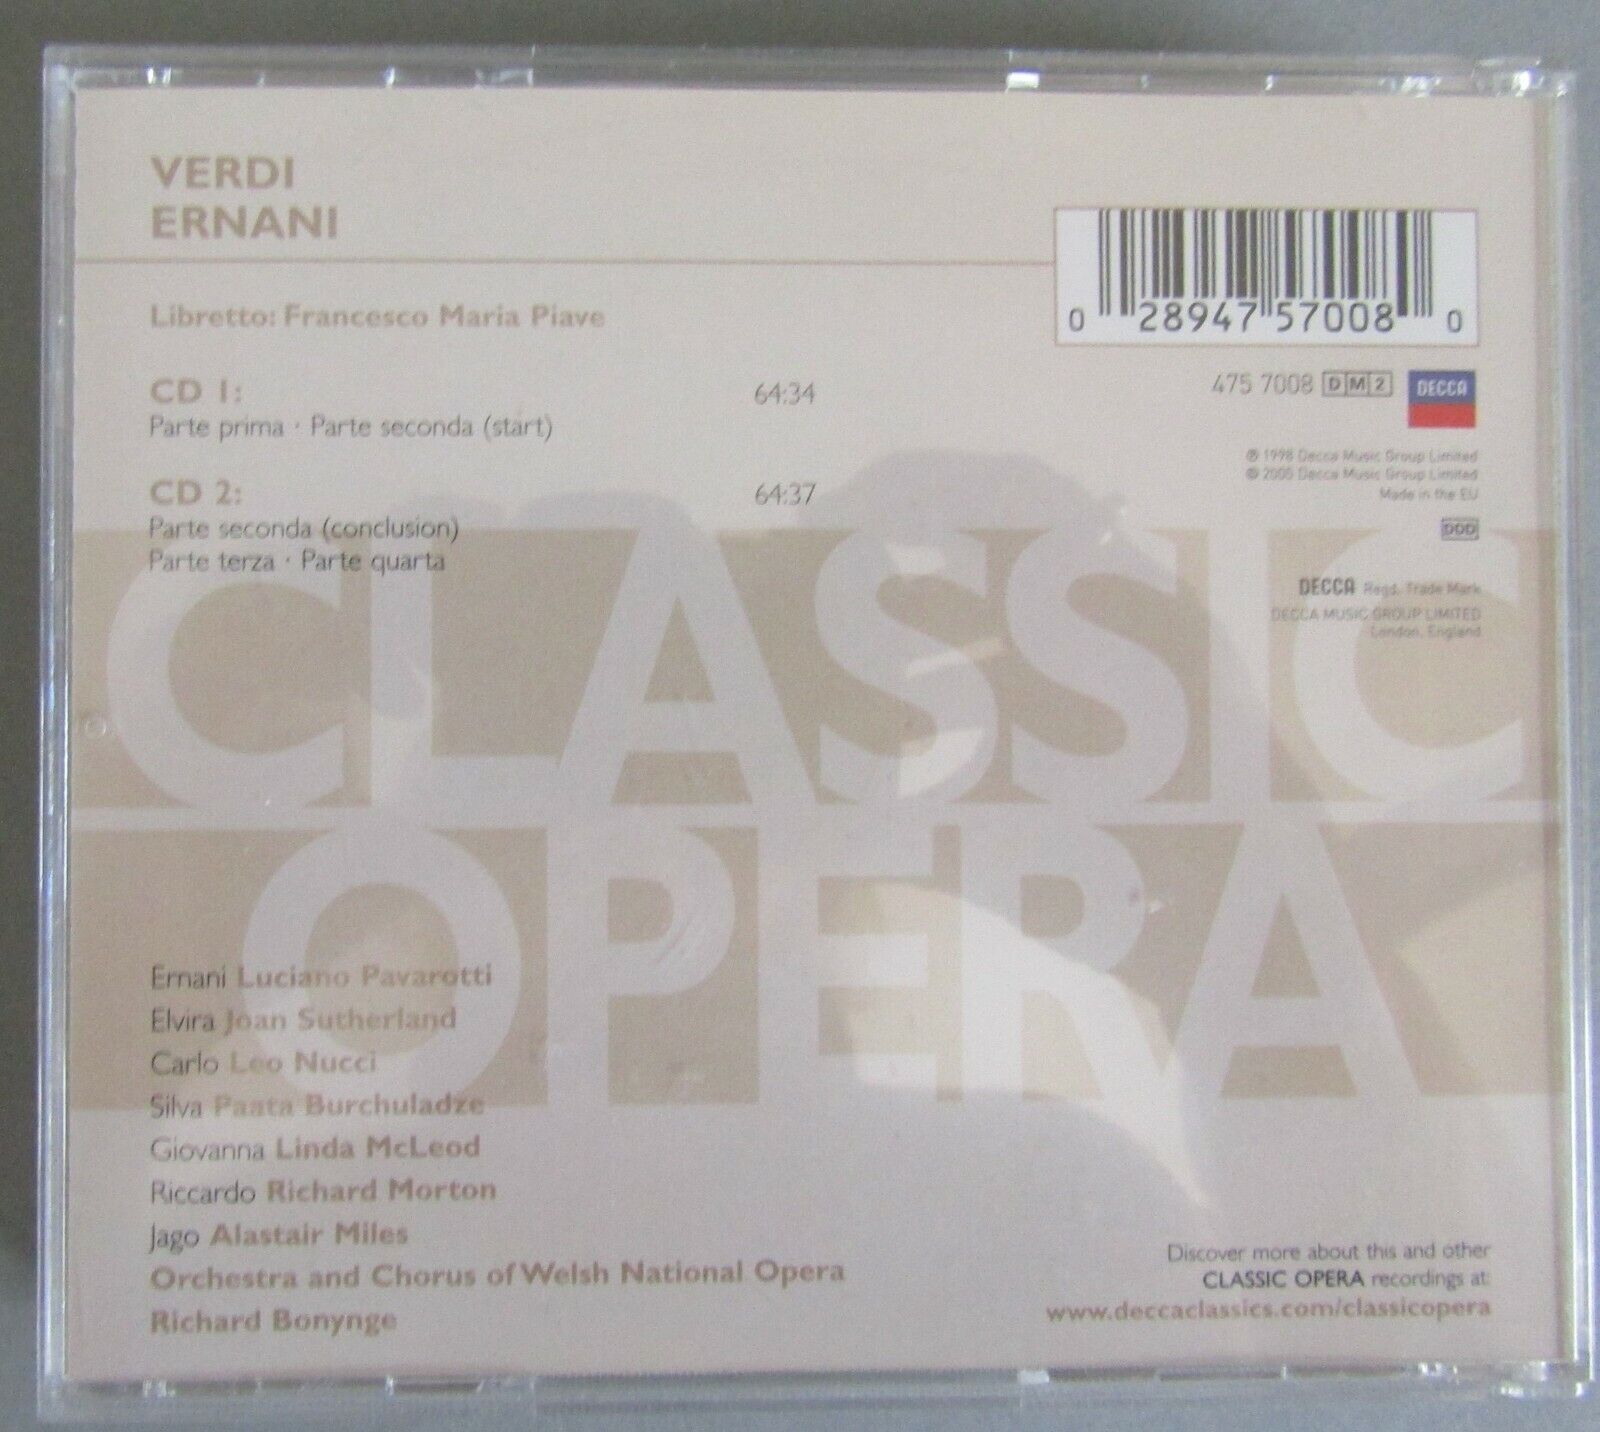 VERDI
ERNANI
Libretto: Francesco Maria Piave
CD 1: 64:34
Parte prima · Parte seconda (start)
CD 2: 64:37
Parte seconda (conclusion)
Parte terza · Parte quarta
0 28947 57008 0
475 7008 DM2
DECCA
℗ 1998 Decca Music Group Limited
© 2005 Decca Music Group Limited
Made in the EU
DDD
DECCA Regd. Trade Mark
DECCA MUSIC GROUP LIMITED
London, England
CLASSIC
OPERA
Ernani Luciano Pavarotti
Elvira Joan Sutherland
Carlo Leo Nucci
Silva Paata Burchuladze
Giovanna Linda McLeod
Riccardo Richard Morton
Jago Alastair Miles
Orchestra and Chorus of Welsh National Opera
Richard Bonynge
Discover more about this and other
CLASSIC OPERA recordings at:
www.deccaclassics.com/classicopera